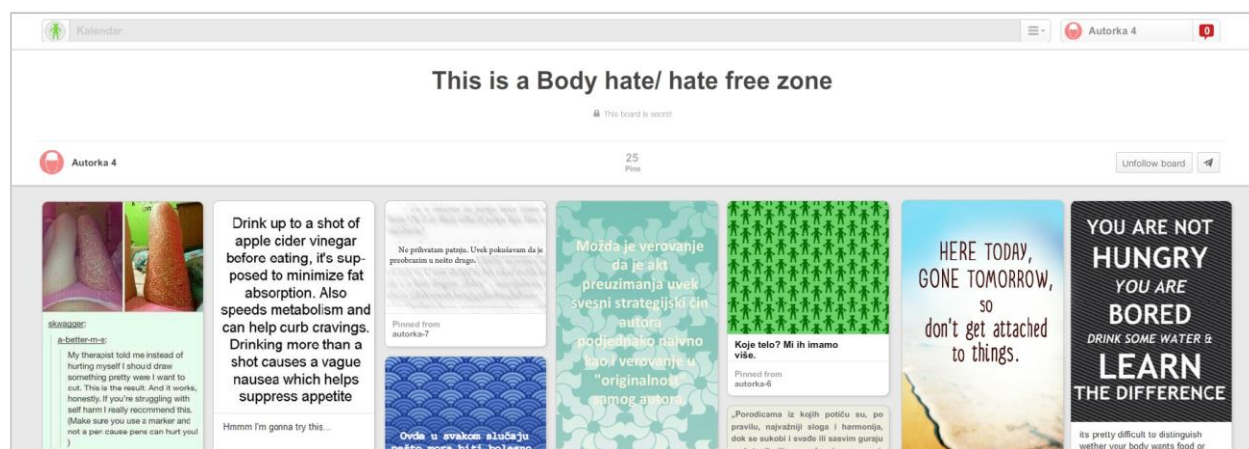 Kalendar
Autorka 4
0
This is a Body hate/ hate free zone
This board is secret
Autorka 4
25
Pins
Unfollow board
skwagger:
a-better-m-e:
My therapist told me instead of
hurting myself I shoud draw
something pretty were I want to
cut. This is the result. And it works,
honestly. If you're struggling with
self harm I really recommend this.
(Make sure you use a marker and
not a pen cause pens can hurt you!
)
Drink up to a shot of
apple cider vinegar
before eating, it's sup-
posed to minimize fat
absorption. Also
speeds metabolism and
can help curb cravings.
Drinking more than a
shot causes a vague
nausea which helps
suppress appetite
Hmmm I'm gonna try this...
Ne prihvatam patnju. Uvek pokušavam da je
preobrazim u nešto drugo.
Pinned from
autorka-7
Ovde u svakom slučaju
nešto mora biti bolesno
Možda je verovanje
da je akt
preuzimanja uvek
svesni strategijski čin
autora
podjednako naivno
kao i verovanje u
"originalnost"
samog autora
Koje telo? Mi ih imamo
više.
Pinned from
autorka-6
„Porodicama iz kojih potiču su, po
pravilu, najvažniji sloga i harmonija,
dok se sukobi i svađe ili sasvim guraju
HERE TODAY,
GONE TOMORROW,
so
don't get attached
to things.
YOU ARE NOT
HUNGRY
YOU ARE
BORED
DRINK SOME WATER &
LEARN
THE DIFFERENCE
its pretty difficult to distinguish
wether your body wants food or